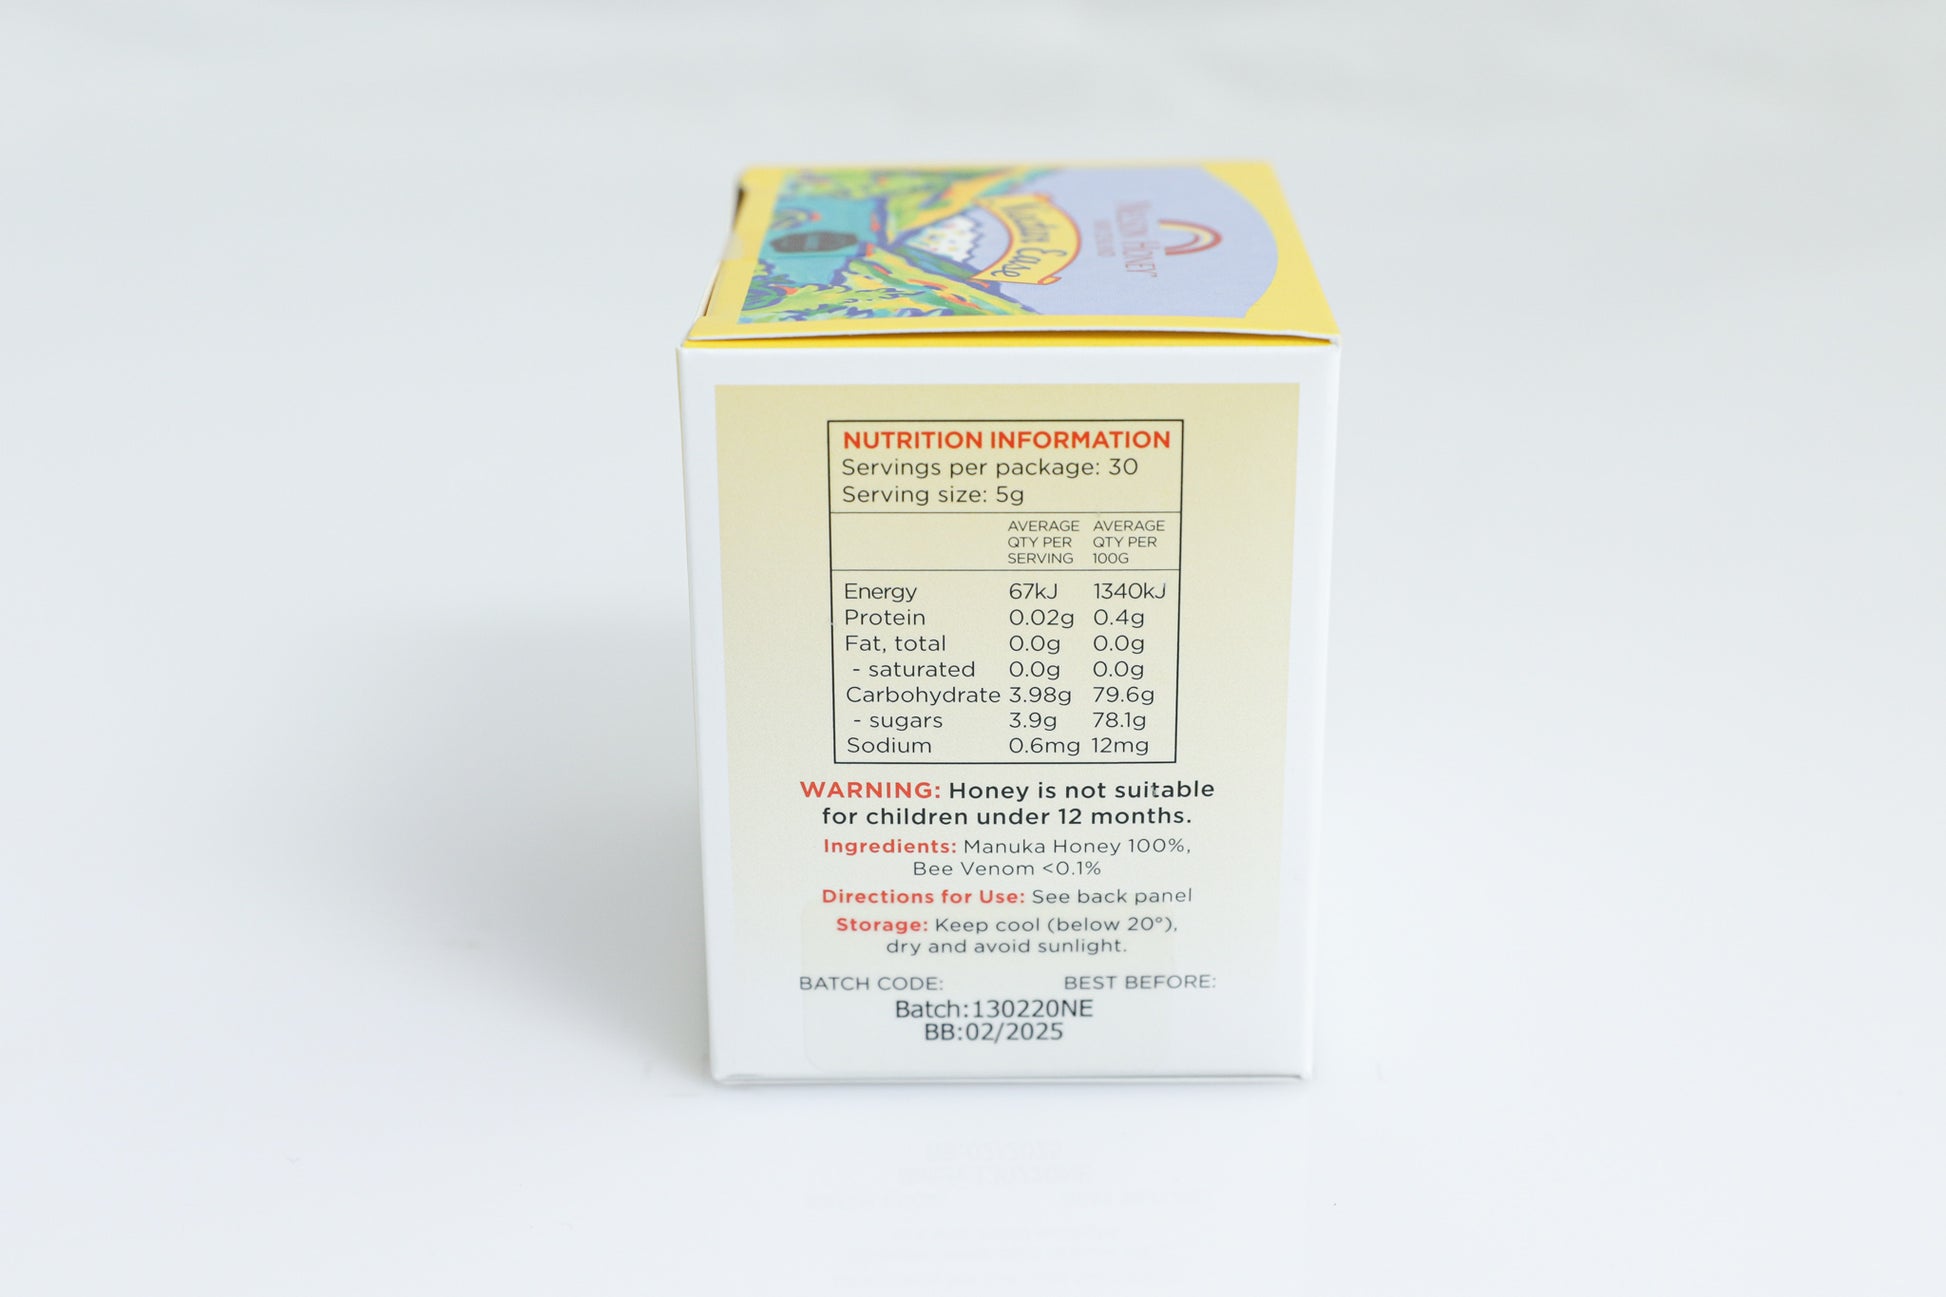 NELSON HONEY
Nectar Ease
NUTRITION INFORMATION
Servings per package: 30
Serving size: 5g
AVERAGE QTY PER SERVING AVERAGE QTY PER 100G
Energy 67kJ 1340kJ
Protein 0.02g 0.4g
Fat, total 0.0g 0.0g
- saturated 0.0g 0.0g
Carbohydrate 3.98g 79.6g
- sugars 3.9g 78.1g
Sodium 0.6mg 12mg
WARNING: Honey is not suitable
for children under 12 months.
Ingredients: Manuka Honey 100%,
Bee Venom <0.1%
Directions for Use: See back panel
Storage: Keep cool (below 20°),
dry and avoid sunlight.
BATCH CODE: BEST BEFORE:
Batch:130220NE
BB:02/2025